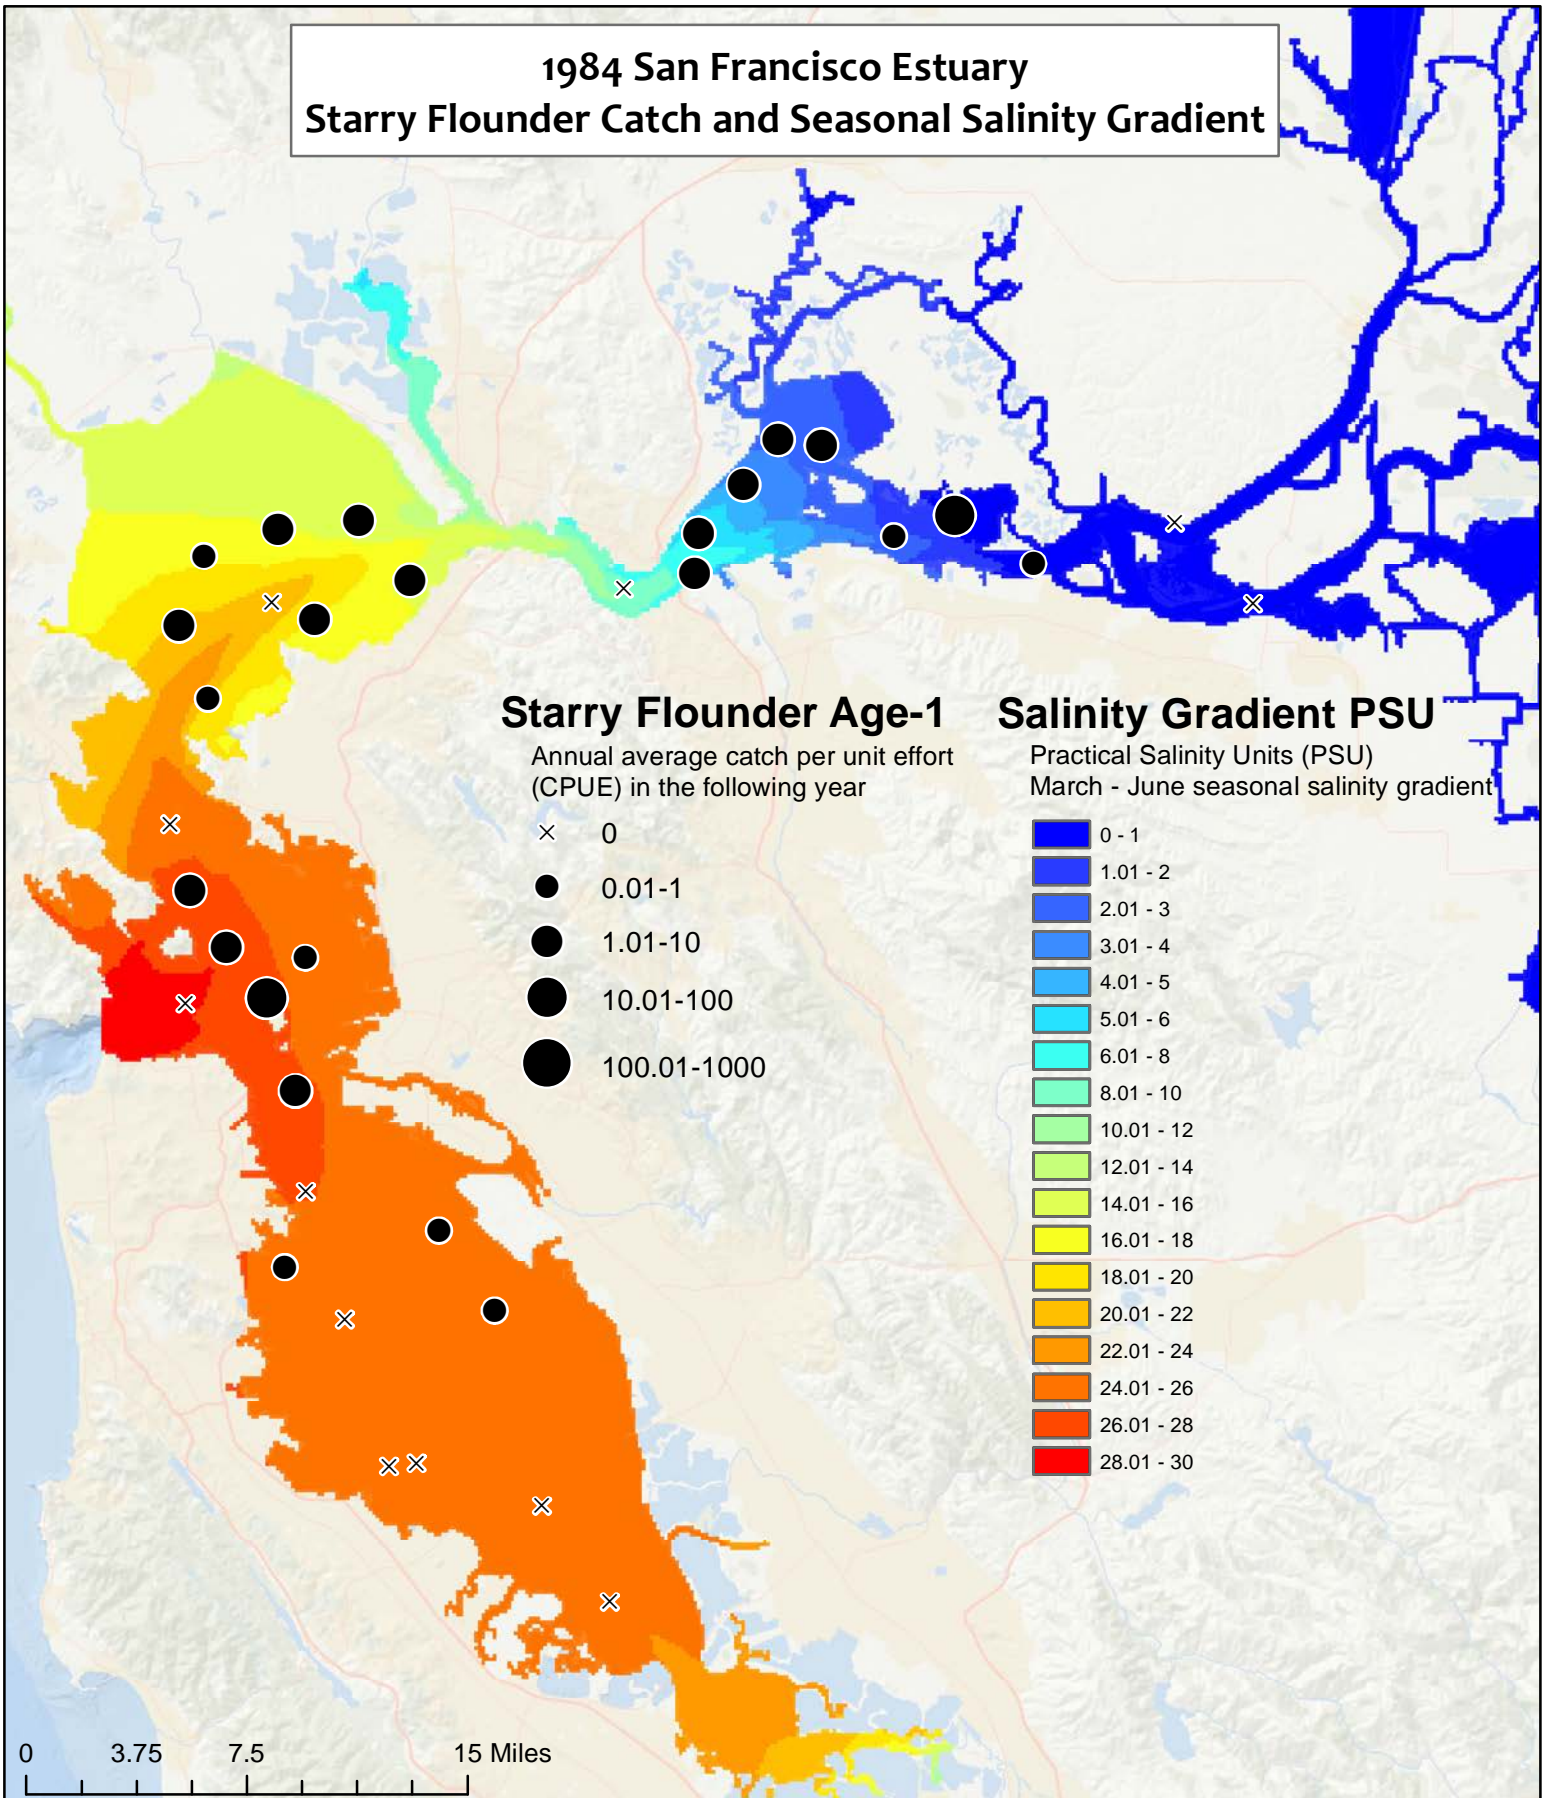 1984 San Francisco Estuary
Starry Flounder Catch and Seasonal Salinity Gradient
Starry Flounder Age-1
Annual average catch per unit effort
(CPUE) in the following year
0
0.01-1
1.01-10
10.01-100
100.01-1000
Salinity Gradient PSU
Practical Salinity Units (PSU)
March - June seasonal salinity gradient
0 - 1
1.01 - 2
2.01 - 3
3.01 - 4
4.01 - 5
5.01 - 6
6.01 - 8
8.01 - 10
10.01 - 12
12.01 - 14
14.01 - 16
16.01 - 18
18.01 - 20
20.01 - 22
22.01 - 24
24.01 - 26
26.01 - 28
28.01 - 30
0 3.75 7.5 15 Miles